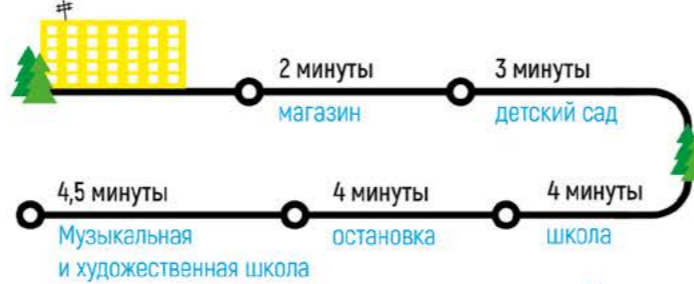 2 минуты
магазин
3 минуты
детский сад
4 минуты
школа
4 минуты
остановка
4,5 минуты
Музыкальная
и художественная школа